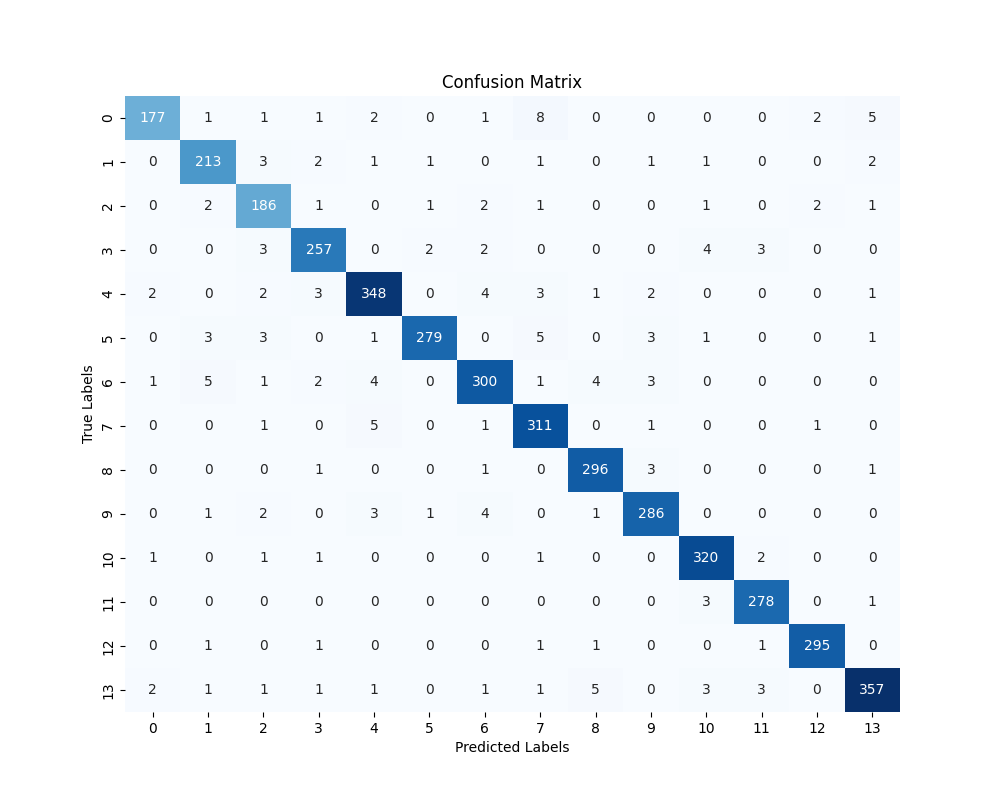 Confusion Matrix
0 177 1 1 1 2 0 1 8 0 0 0 0 2 5
1 0 213 3 2 1 1 0 1 0 1 1 0 0 2
2 0 2 186 1 0 1 2 1 0 0 1 0 2 1
3 0 0 3 257 0 2 2 0 0 0 4 3 0 0
4 2 0 2 3 348 0 4 3 1 2 0 0 0 1
5 0 3 3 0 1 279 0 5 0 3 1 0 0 1
6 1 5 1 2 4 0 300 1 4 3 0 0 0 0
7 0 0 1 0 5 0 1 311 0 1 0 0 1 0
8 0 0 0 1 0 0 1 0 296 3 0 0 0 1
9 0 1 2 0 3 1 4 0 1 286 0 0 0 0
10 1 0 1 1 0 0 0 1 0 0 320 2 0 0
11 0 0 0 0 0 0 0 0 0 0 3 278 0 1
12 0 1 0 1 0 0 0 1 1 0 0 1 295 0
13 2 1 1 1 1 0 1 1 5 0 3 3 0 357
0 1 2 3 4 5 6 7 8 9 10 11 12 13
Predicted Labels
True Labels